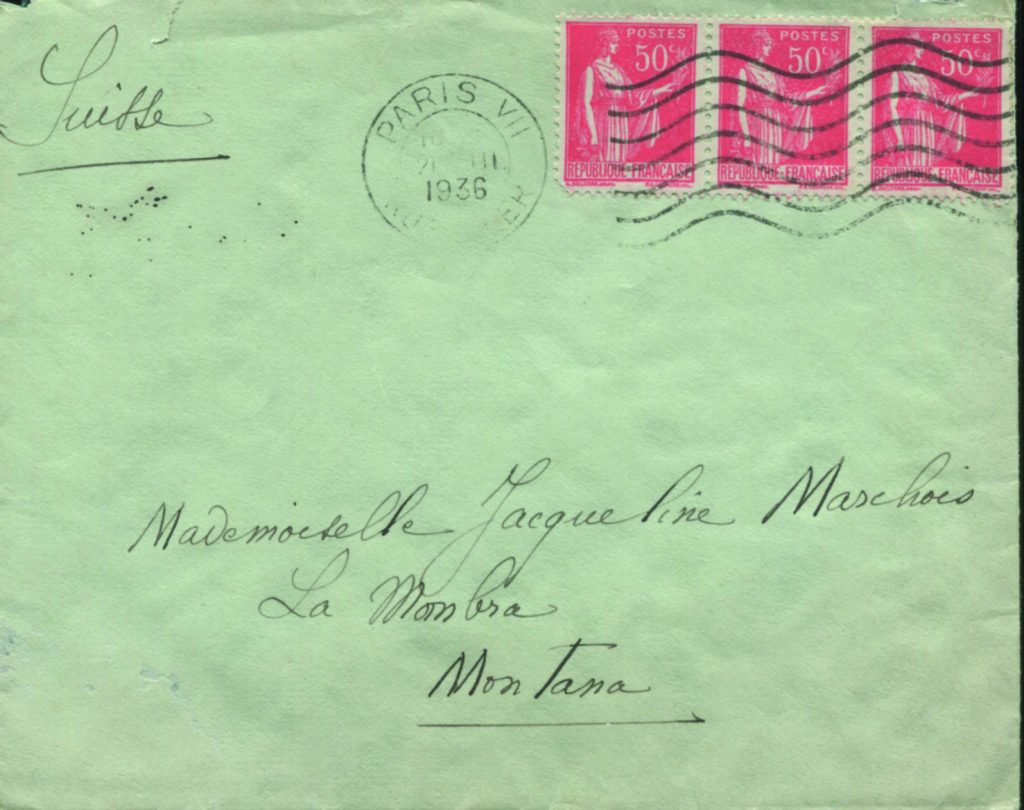 Suisse
PARIS VII
1936
POSTES
50c
REPUBLIQUE FRANÇAISE
POSTES
50c
REPUBLIQUE FRANÇAISE
POSTES
50c
REPUBLIQUE FRANÇAISE
Mademoiselle Jacqueline Marchois
La Monbra
Montana